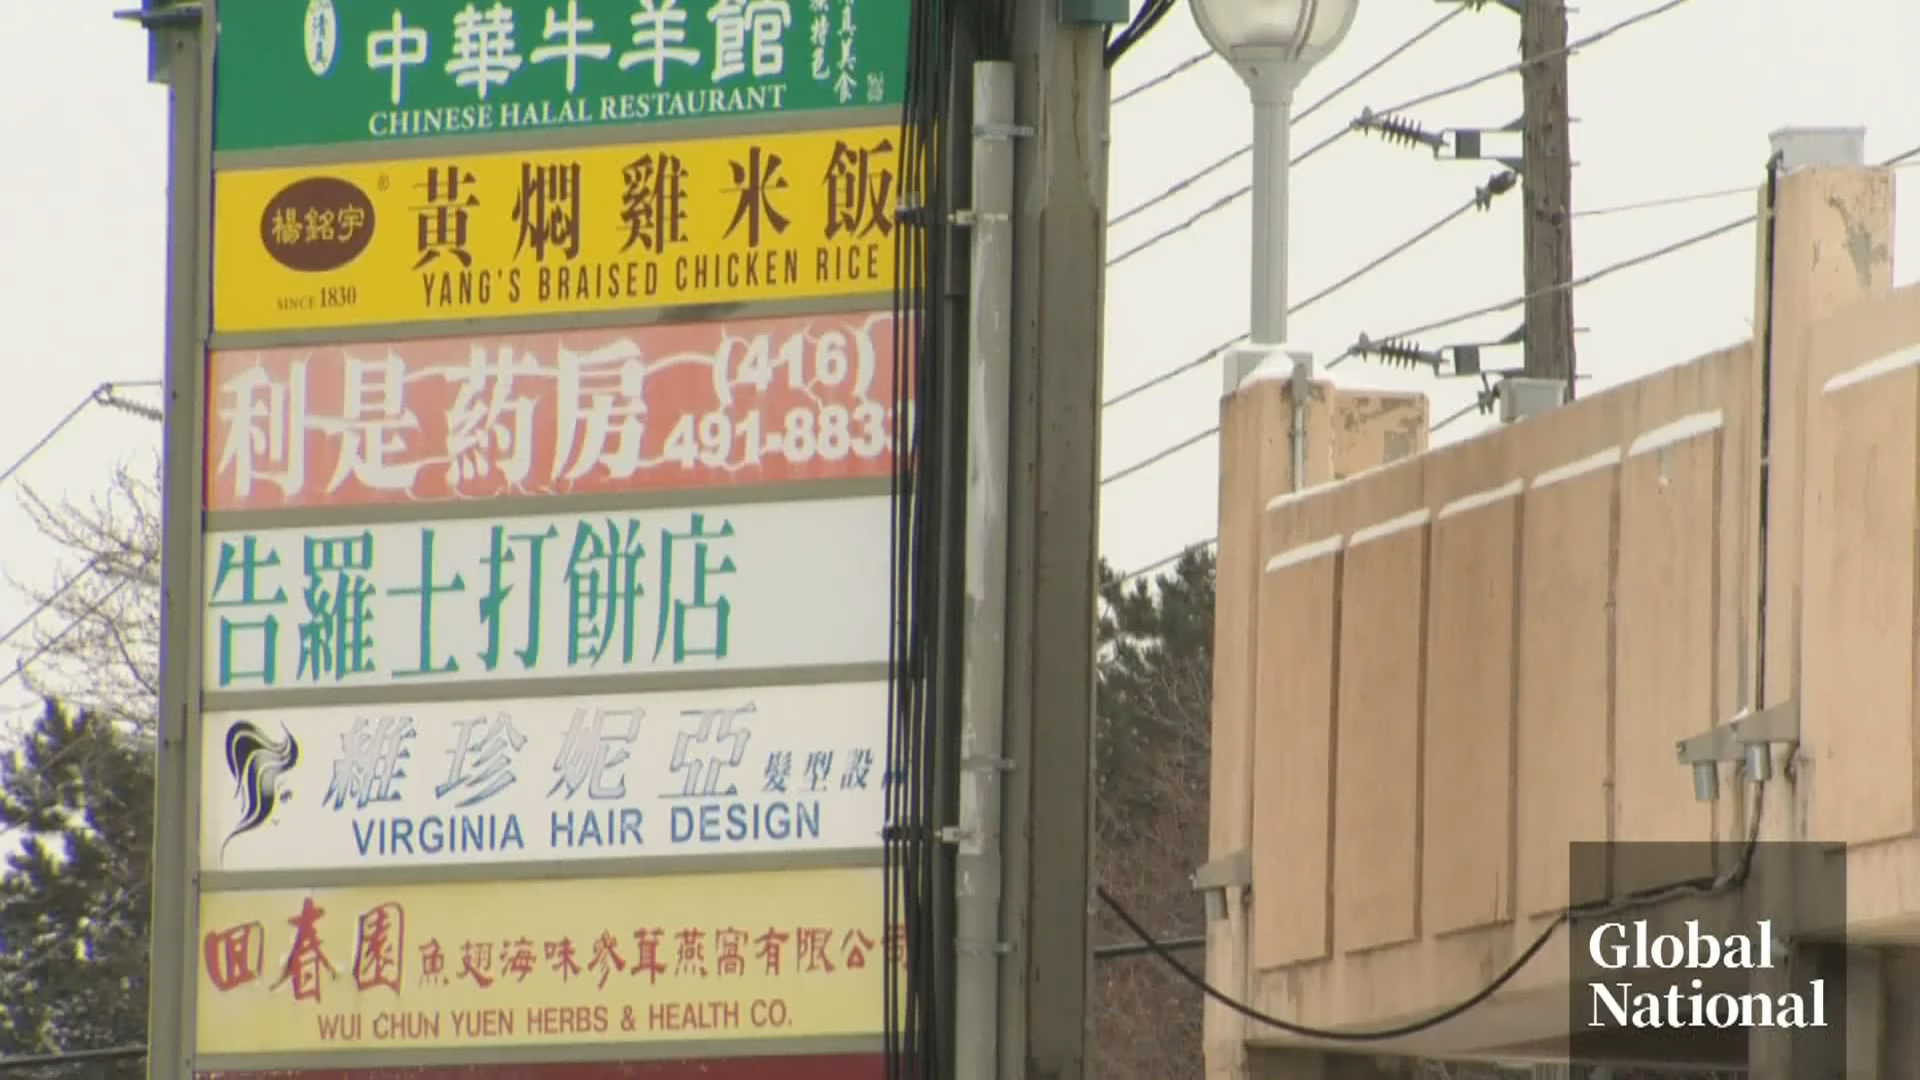 中華牛羊館
CHINESE HALAL RESTAURANT
楊銘宇
®
SINCE 1830
黃燜雞米飯
YANG'S BRAISED CHICKEN RICE
利是葯房
(416)
491-883
告羅士打餅店
維珍妮亞 髮型設
VIRGINIA HAIR DESIGN
回春園 魚翅海味參茸燕窩有限公司
WUI CHUN YUEN HERBS & HEALTH CO.
Global
National